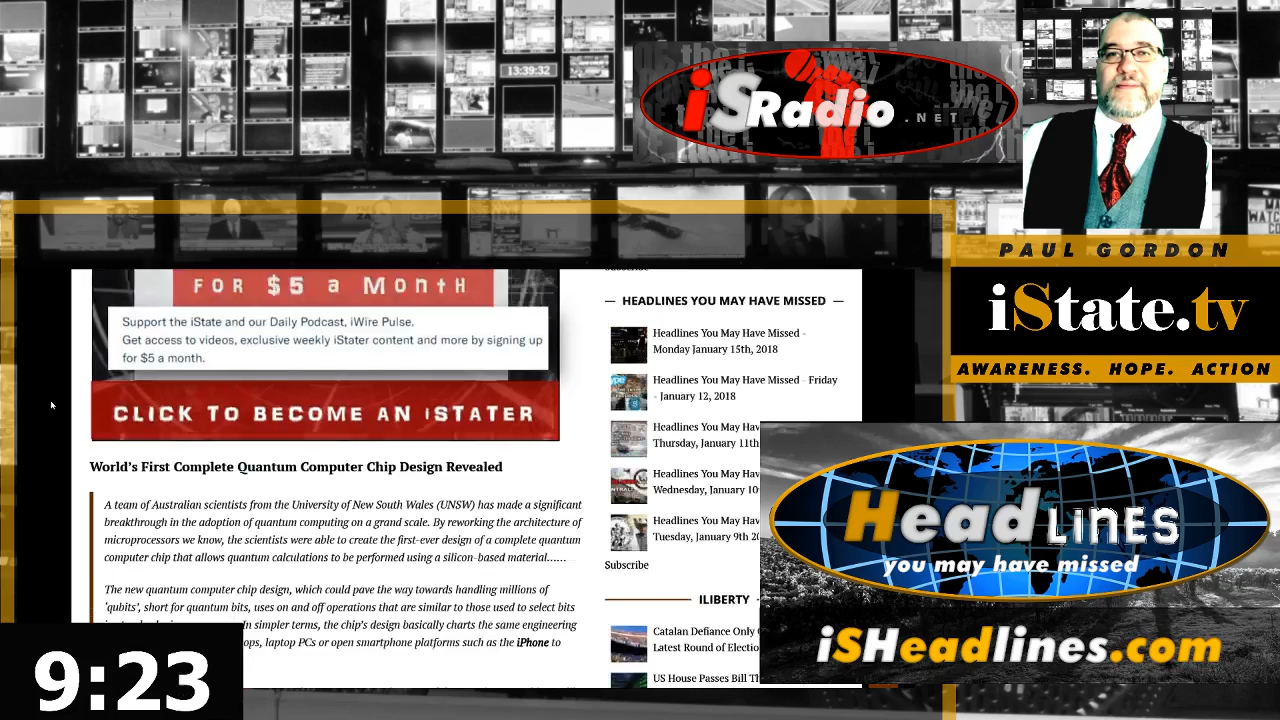 13:39:32
iSRadio
.NET
PAUL GORDON
iState.tv
AWARENESS. HOPE. ACTION
FOR $5 a Month
Support the iState and our Daily Podcast, iWire Pulse.
Get access to videos, exclusive weekly iStater content and more by signing up
for $5 a month.
CLICK TO BECOME AN iSTATER
World's First Complete Quantum Computer Chip Design Revealed
A team of Australian scientists from the University of New South Wales (UNSW) has made a significant
breakthrough in the adoption of quantum computing on a grand scale. By reworking the architecture of
microprocessors we know, the scientists were able to create the first-ever design of a complete quantum
computer chip that allows quantum calculations to be performed using a silicon-based material……
The new quantum computer chip design, which could pave the way towards handling millions of
'qubits', short for quantum bits, uses on and off operations that are similar to those used to select bits
In simpler terms, the chip's design basically charts the same engineering
ops, laptop PCs or open smartphone platforms such as the iPhone to
Subscribe
— HEADLINES YOU MAY HAVE MISSED —
Headlines You May Have Missed –
Monday January 15th, 2018
Headlines You May Have Missed – Friday
– January 12, 2018
Headlines You May Hav
Thursday, January 11th
Headlines You May Hav
Wednesday, January 10
Headlines You May Hav
Tuesday, January 9th 20
Subscribe
ILIBERTY
Catalan Defiance Only
Latest Round of Electio
US House Passes Bill Th
HeadLINES
you may have missed
iSHeadlines.com
9:23